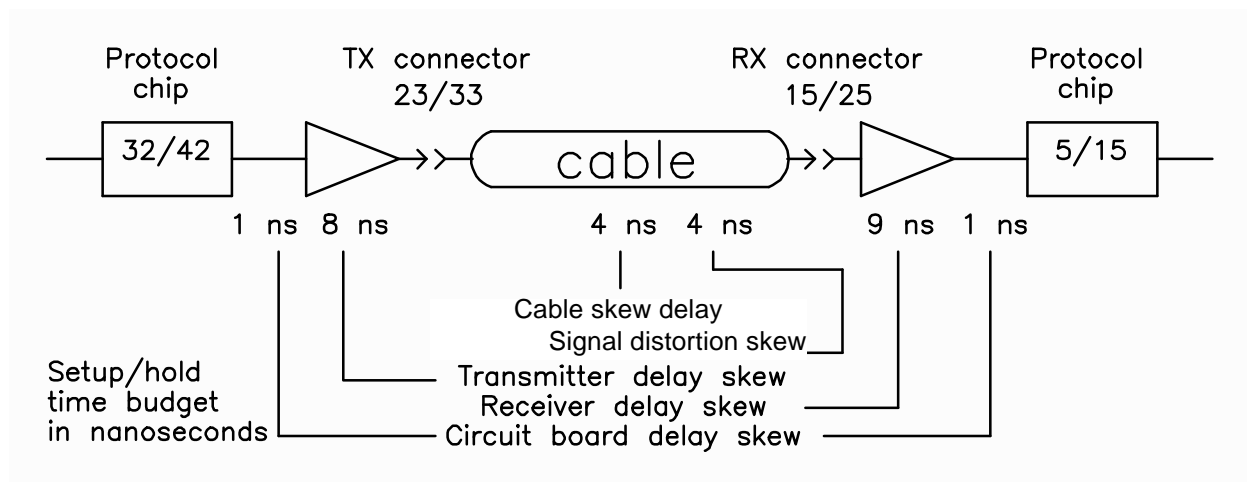 Protocol
chip
TX connector
23/33
RX connector
15/25
Protocol
chip
32/42
cable
5/15
1 ns 8 ns 4 ns 4 ns 9 ns 1 ns
Cable skew delay
Signal distortion skew
Transmitter delay skew
Receiver delay skew
Circuit board delay skew
Setup/hold
time budget
in nanoseconds